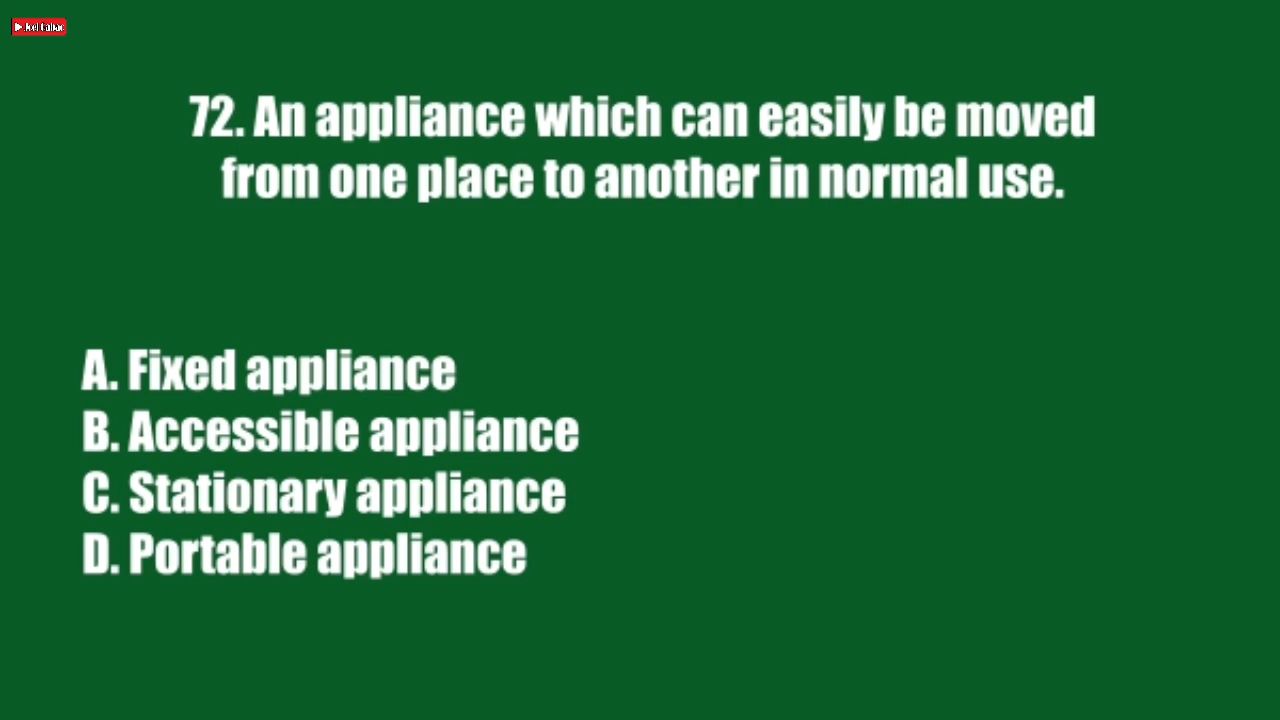 72. An appliance which can easily be moved
from one place to another in normal use.
A. Fixed appliance
B. Accessible appliance
C. Stationary appliance
D. Portable appliance